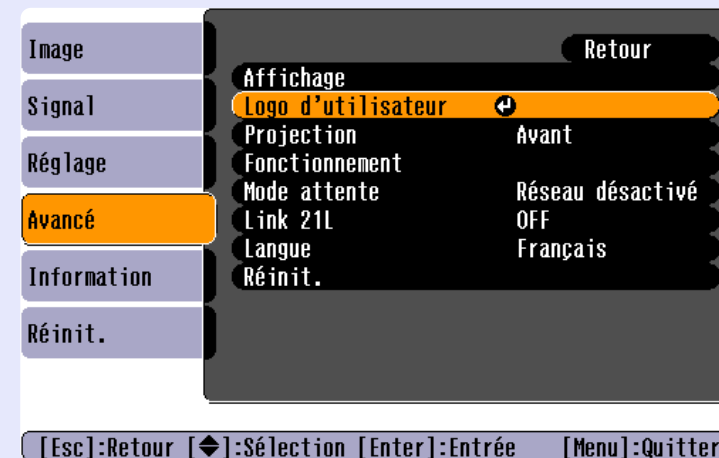 Image
Signal
Réglage
Avancé
Information
Réinit.
Retour
Affichage
Logo d'utilisateur
Projection Avant
Fonctionnement
Mode attente Réseau désactivé
Link 21L OFF
Langue Français
Réinit.
[Esc]:Retour [◆]:Sélection [Enter]:Entrée [Menu]:Quitter